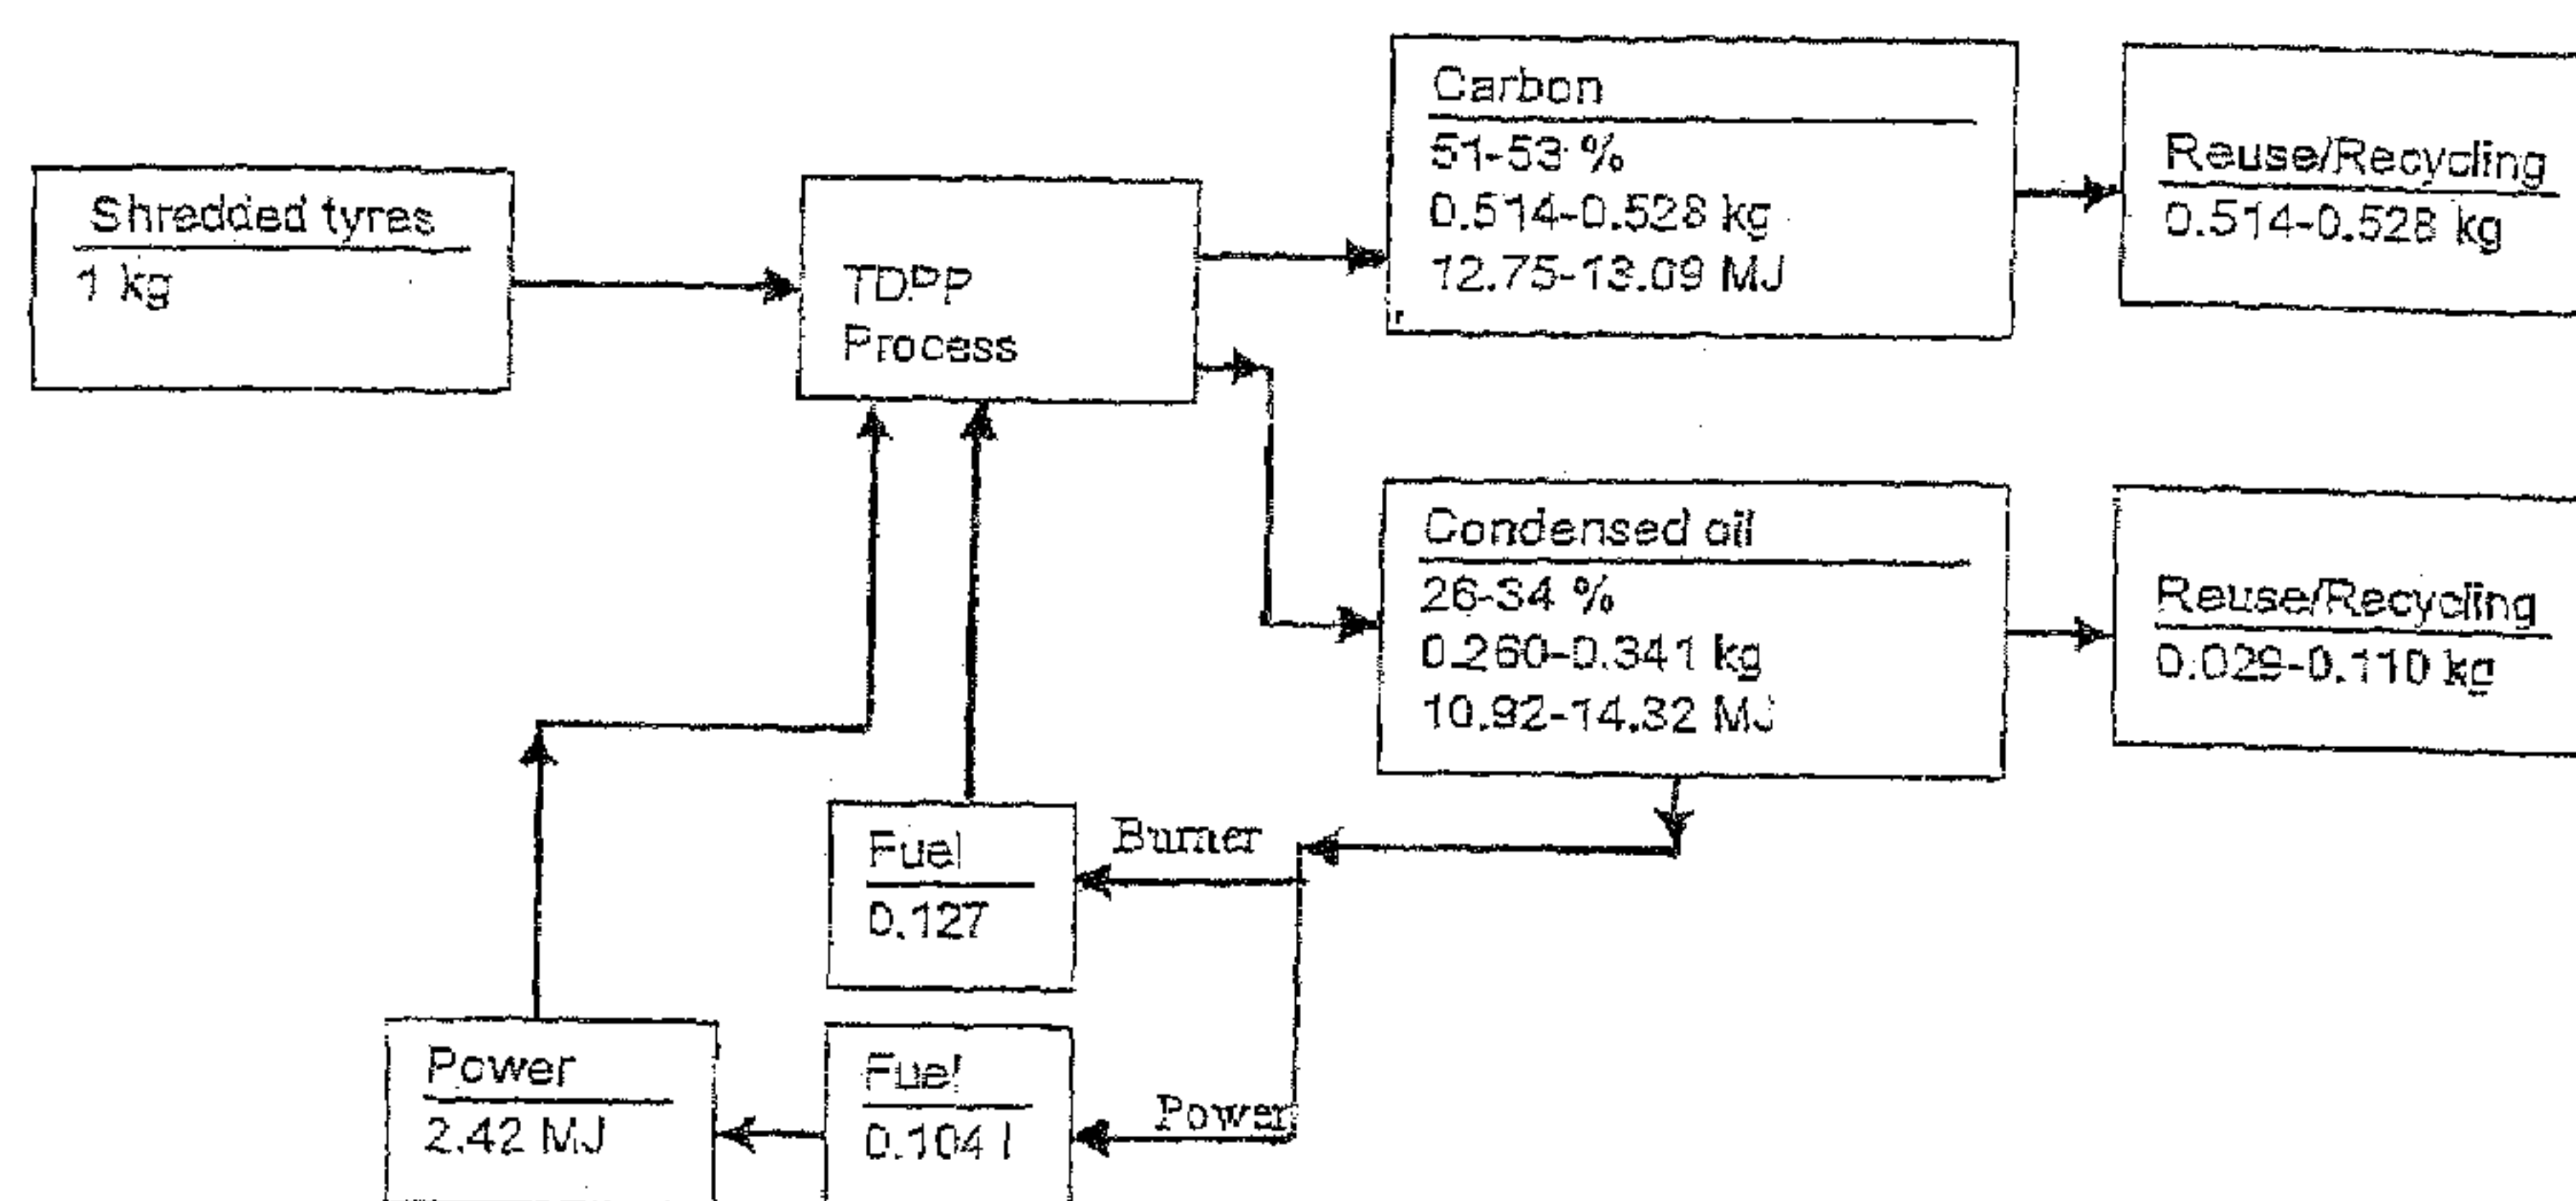 Shredded tyres
1 kg
TDPP
Process
Carbon
51-53 %
0.514-0.528 kg
12.75-13.09 MJ
Reuse/Recycling
0.514-0.528 kg
Condensed oil
26-34 %
0.260-0.341 kg
10.92-14.32 MJ
Reuse/Recycling
0.029-0.110 kg
Burner
Fuel
0.127
Power
Fuel
0.104 l
Power
2.42 MJ